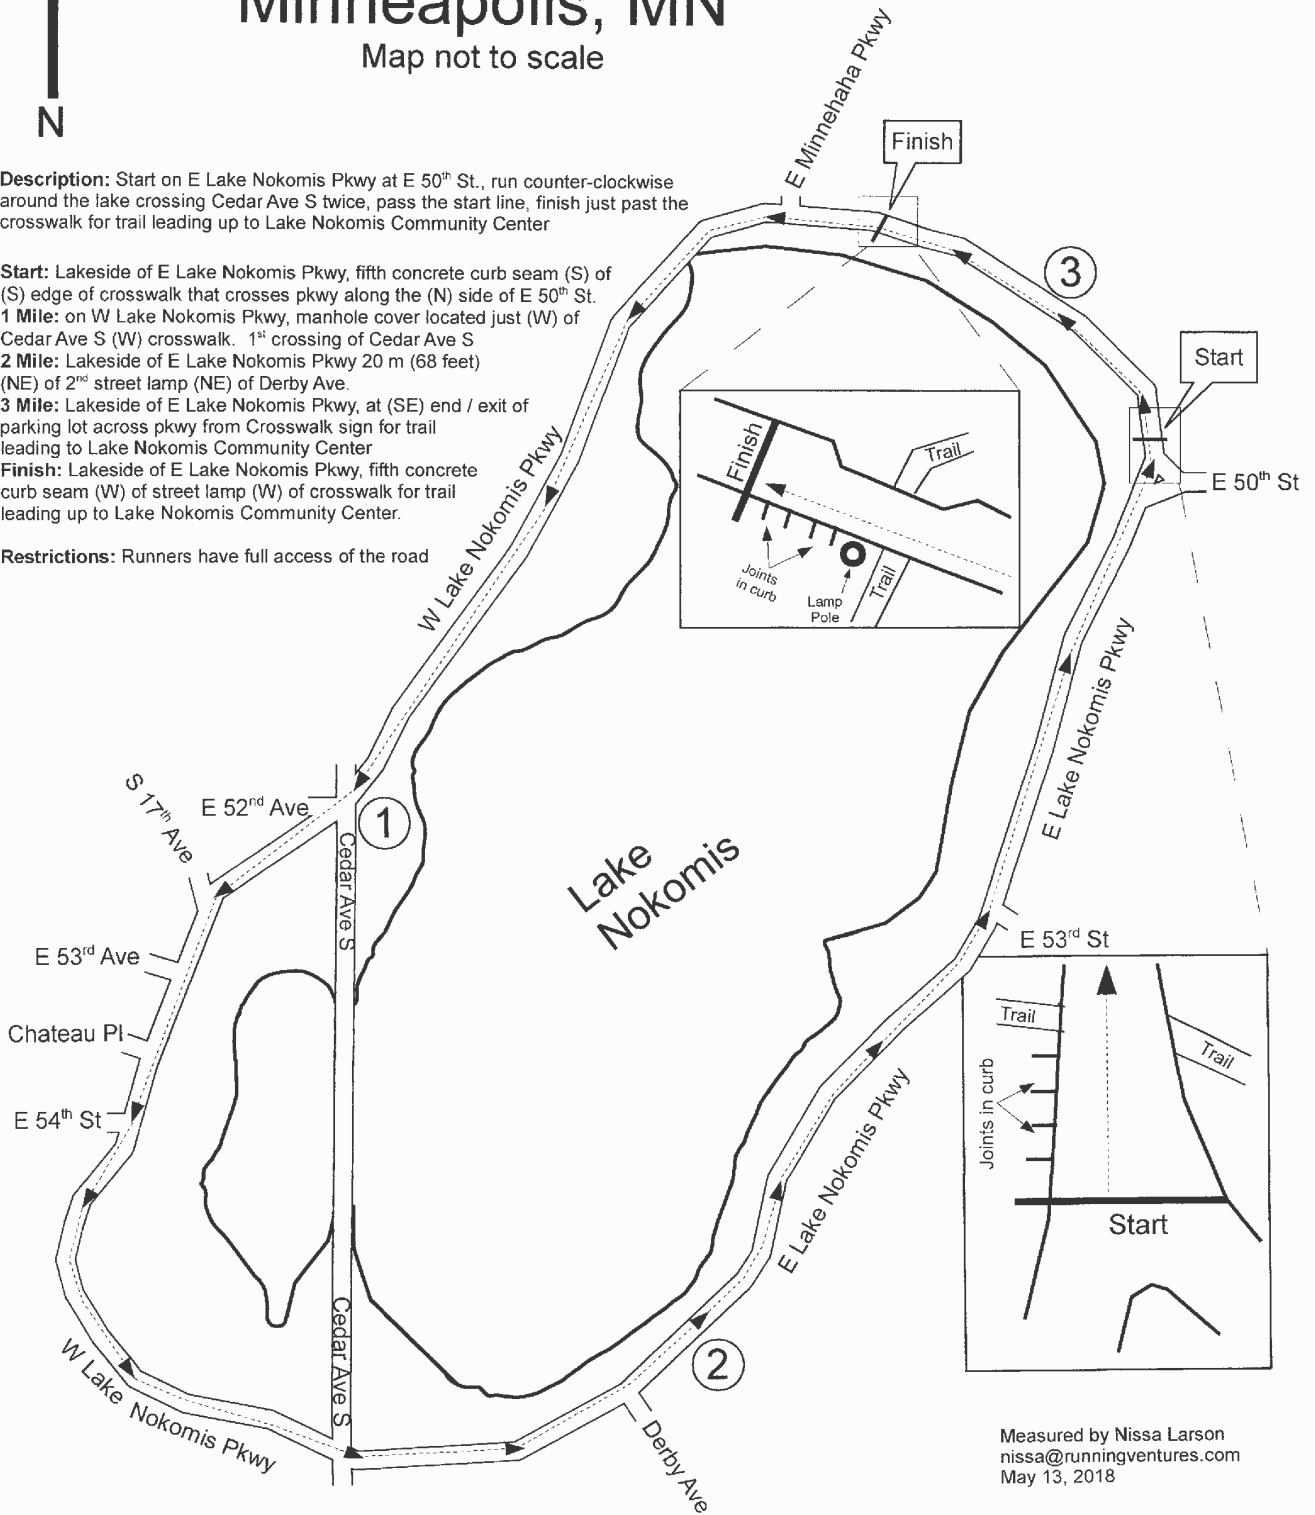 Minneapolis, MN
Map not to scale
N
Description: Start on E Lake Nokomis Pkwy at E 50th St., run counter-clockwise
around the lake crossing Cedar Ave S twice, pass the start line, finish just past the
crosswalk for trail leading up to Lake Nokomis Community Center
Start: Lakeside of E Lake Nokomis Pkwy, fifth concrete curb seam (S) of
(S) edge of crosswalk that crosses pkwy along the (N) side of E 50th St.
1 Mile: on W Lake Nokomis Pkwy, manhole cover located just (W) of
Cedar Ave S (W) crosswalk. 1st crossing of Cedar Ave S
2 Mile: Lakeside of E Lake Nokomis Pkwy 20 m (68 feet)
(NE) of 2nd street lamp (NE) of Derby Ave.
3 Mile: Lakeside of E Lake Nokomis Pkwy, at (SE) end / exit of
parking lot across pkwy from Crosswalk sign for trail
leading to Lake Nokomis Community Center
Finish: Lakeside of E Lake Nokomis Pkwy, fifth concrete
curb seam (W) of street lamp (W) of crosswalk for trail
leading up to Lake Nokomis Community Center.
Restrictions: Runners have full access of the road
E Minnehaha Pkwy
Finish
3
Start
E 50th St
W Lake Nokomis Pkwy
Finish
Trail
Joints
in curb
Lamp
Pole
Trail
E Lake Nokomis Pkwy
S 17th Ave
E 52nd Ave
1
Cedar Ave S
Lake
Nokomis
E 53rd Ave
E 53rd St
Chateau Pl
E 54th St
Trail
Trail
Joints in curb
Start
E Lake Nokomis Pkwy
Cedar Ave S
2
W Lake Nokomis Pkwy
Derby Ave
Measured by Nissa Larson
nissa@runningventures.com
May 13, 2018